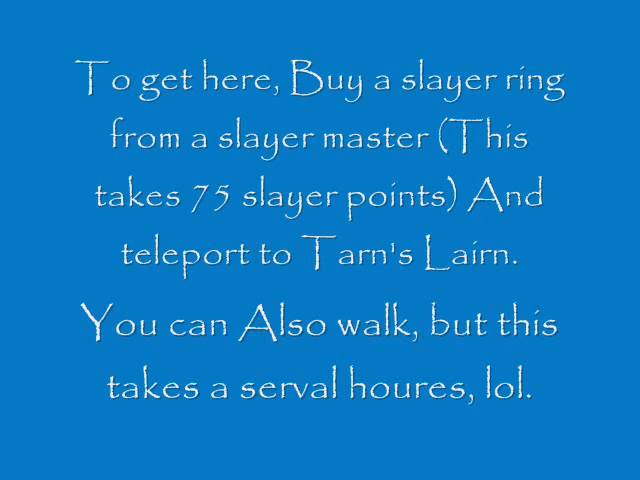 To get here, Buy a slayer ring
from a slayer master (This
takes 75 slayer points) And
teleport to Tarn's Lairn.
You can Also walk, but this
takes a serval houres, lol.